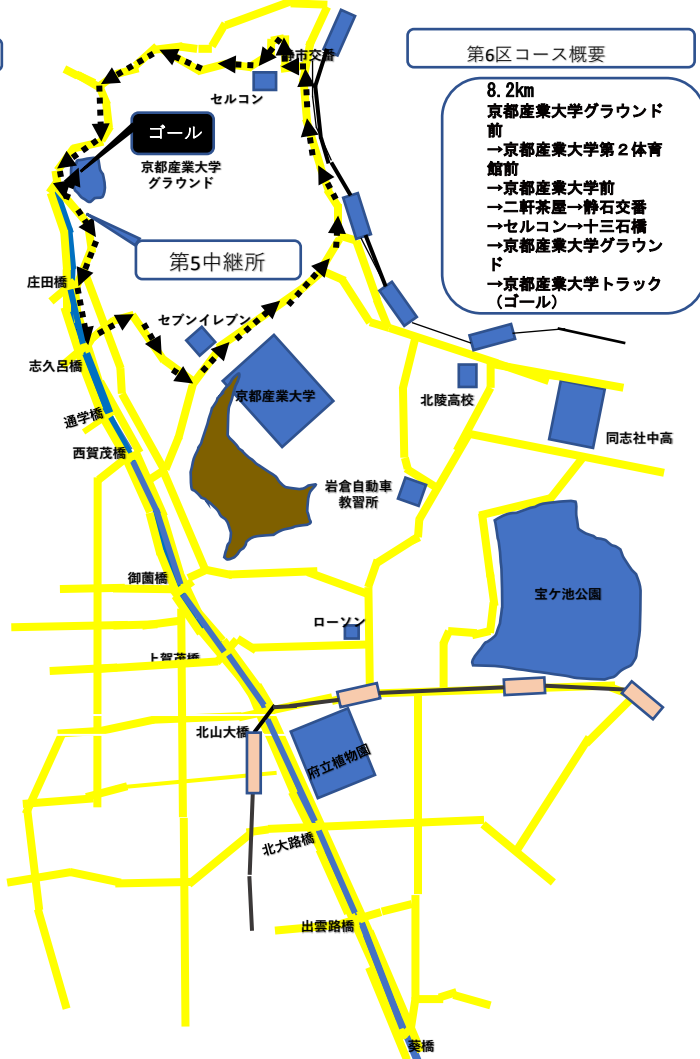 第6区コース概要
静市交番
8.2km
京都産業大学グラウンド
前
→京都産業大学第２体育
館前
→京都産業大学前
→二軒茶屋→静石交番
→セルコン→十三石橋
→京都産業大学グラウン
ド
→京都産業大学トラック
（ゴール）
セルコン
ゴール
京都産業大学
グラウンド
第5中継所
庄田橋
セブンイレブン
志久呂橋
京都産業大学
北陵高校
通学橋
同志社中高
西賀茂橋
岩倉自動車
教習所
御薗橋
宝ケ池公園
ローソン
上賀茂橋
北山大橋
府立植物園
北大路橋
出雲路橋
葵橋